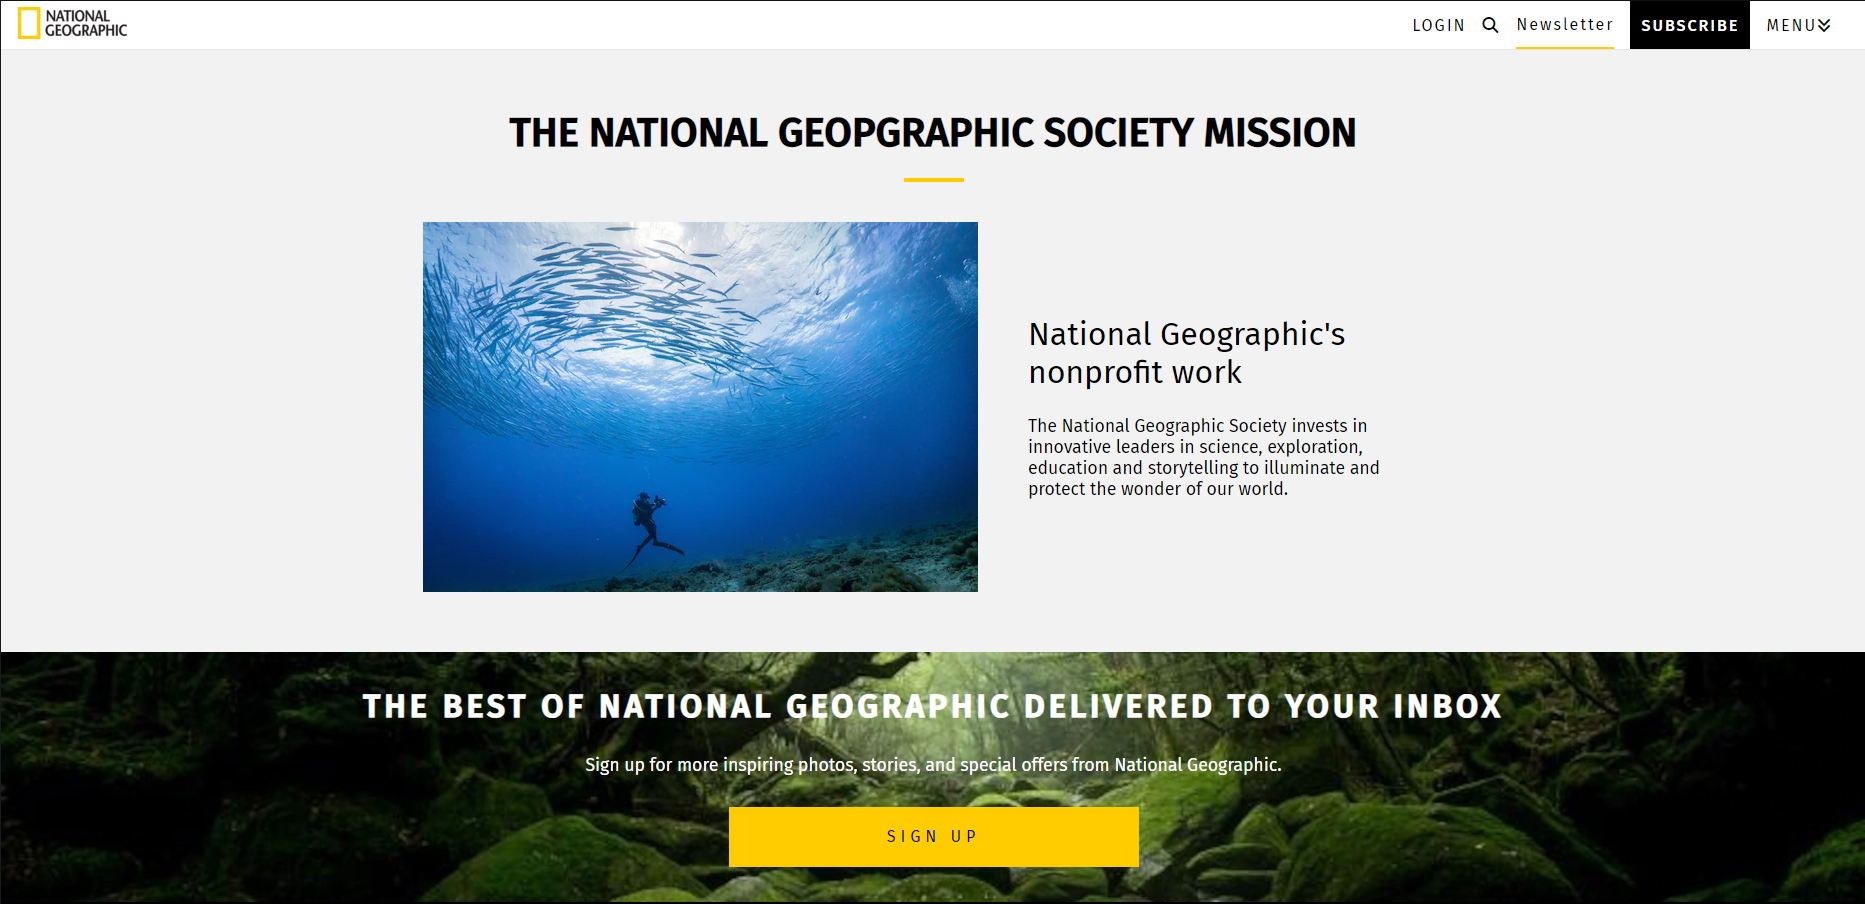 NATIONAL
GEOGRAPHIC
LOGIN
Newsletter
SUBSCRIBE
MENU
THE NATIONAL GEOPGRAPHIC SOCIETY MISSION
National Geographic's
nonprofit work
The National Geographic Society invests in
innovative leaders in science, exploration,
education and storytelling to illuminate and
protect the wonder of our world.
THE BEST OF NATIONAL GEOGRAPHIC DELIVERED TO YOUR INBOX
Sign up for more inspiring photos, stories, and special offers from National Geographic.
SIGN UP